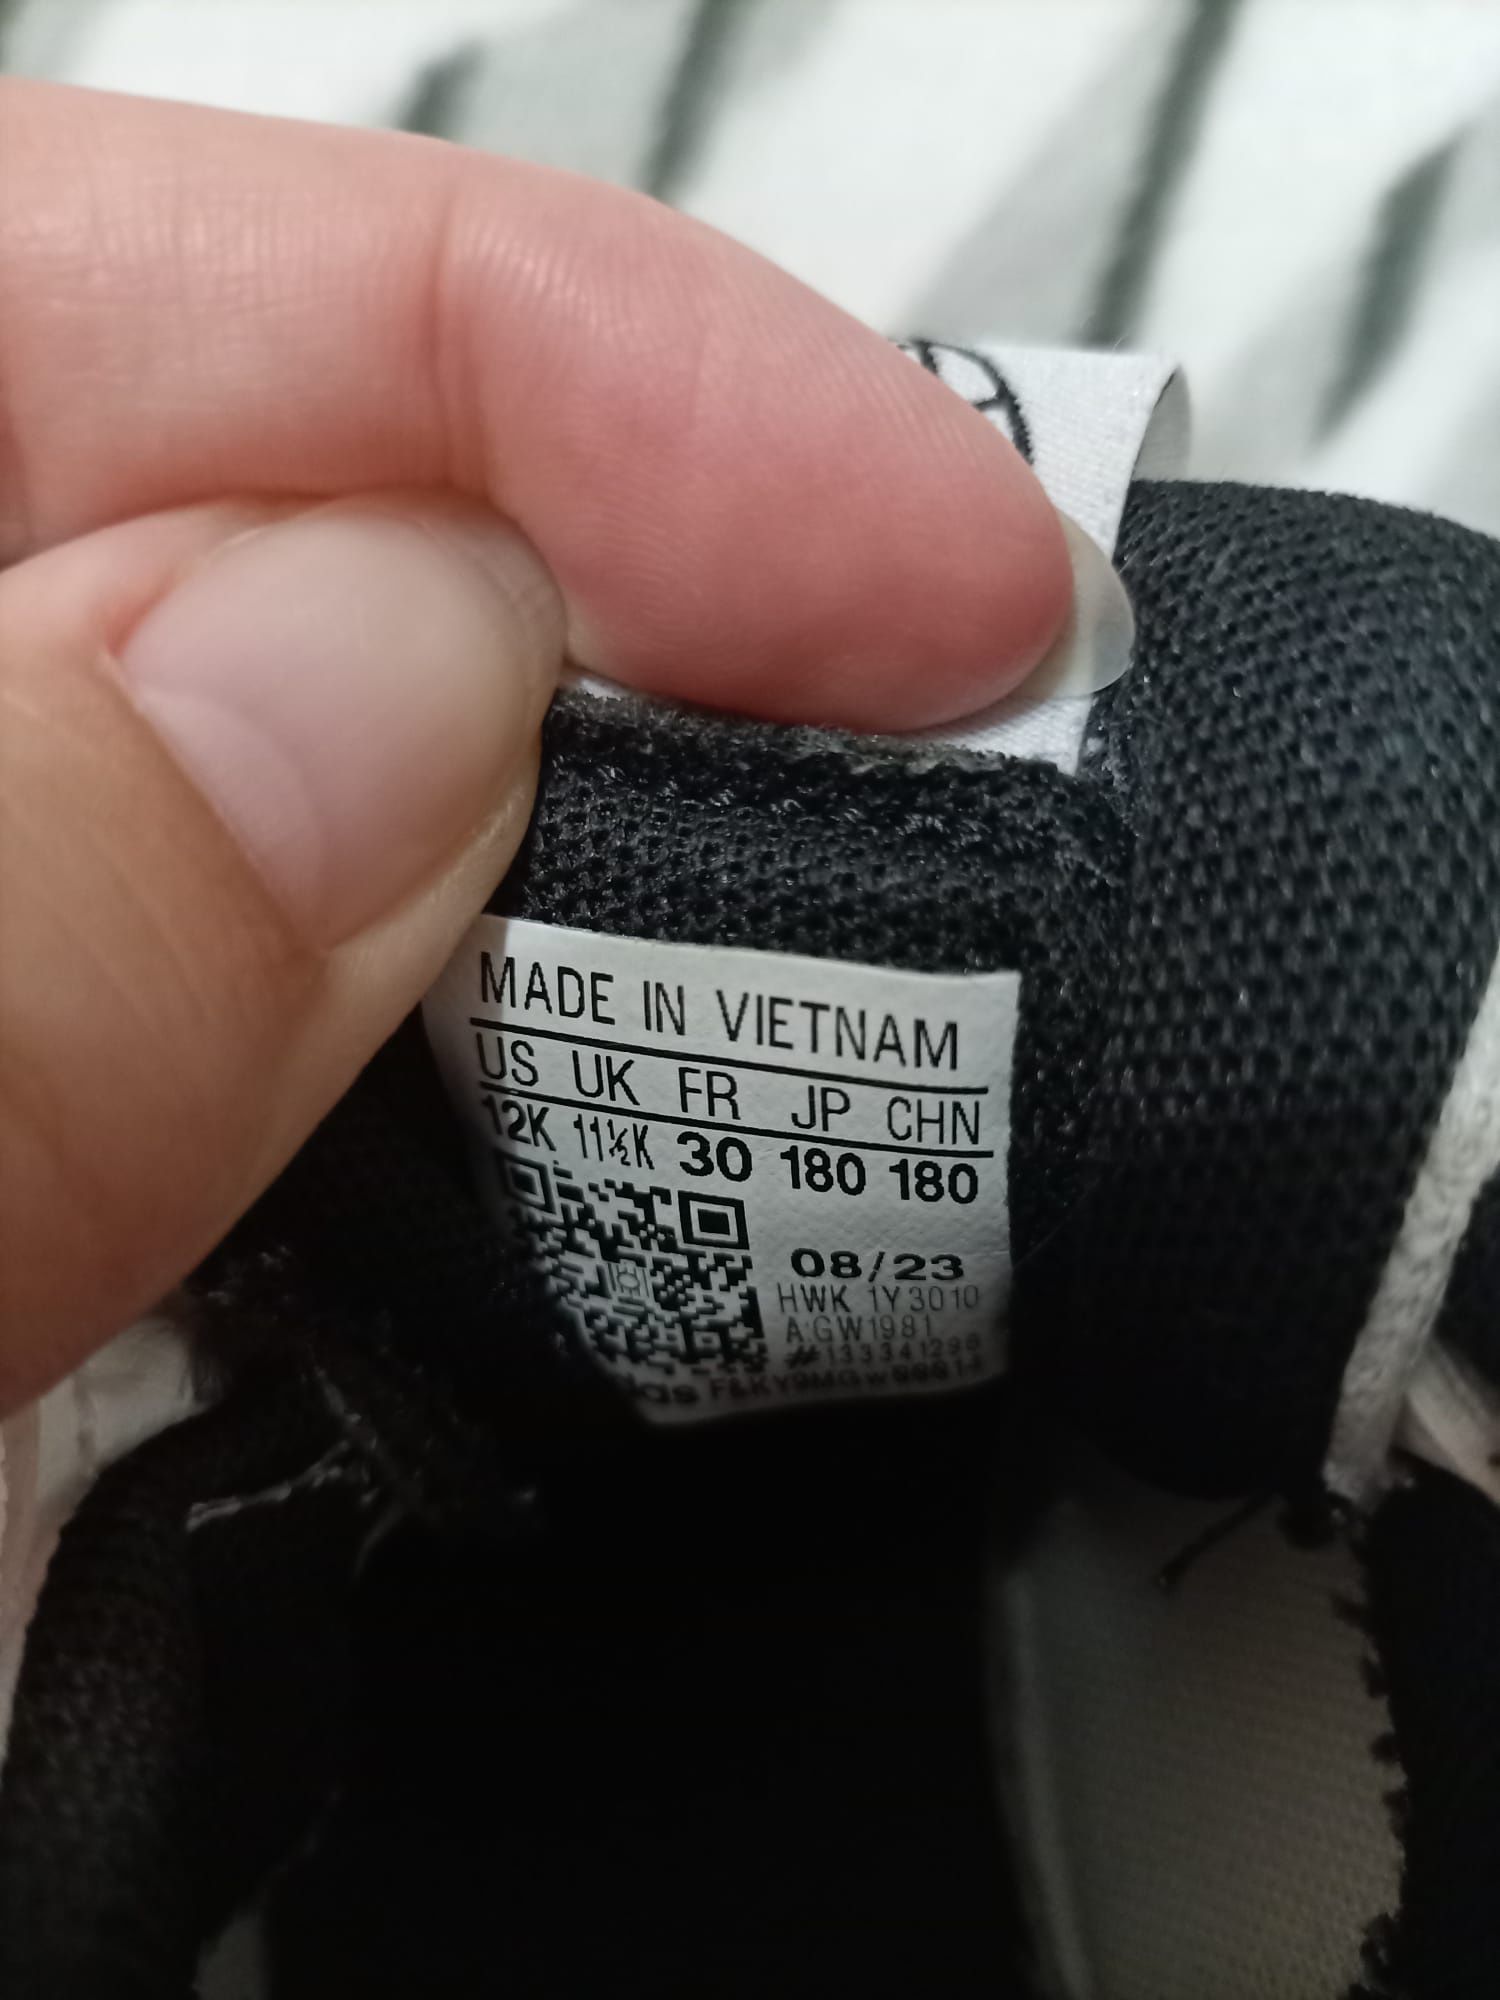 MADE IN VIETNAM
US UK FR JP CHN
12K 11½K 30 180 180
08/23
HWK 1Y3010
A:GW1981